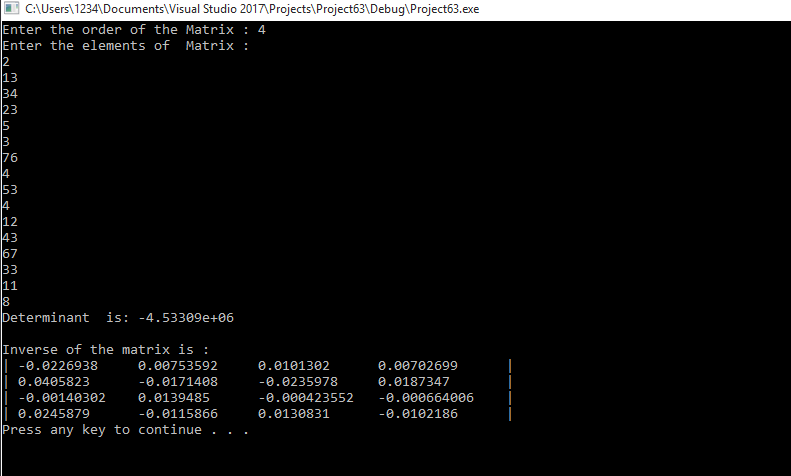 C:\Users\1234\Documents\Visual Studio 2017\Projects\Project63\Debug\Project63.exe
Enter the order of the Matrix : 4
Enter the elements of  Matrix :
2
13
34
23
5
3
76
4
53
4
12
43
67
33
11
8
Determinant  is: -4.53309e+06
Inverse of the matrix is :
| -0.0226938     0.00753592     0.0101302      0.00702699      |
| 0.0405823      -0.0171408     -0.0235978     0.0187347       |
| -0.00140302    0.0139485      -0.000423552   -0.000664006    |
| 0.0245879      -0.0115866     0.0130831      -0.0102186      |
Press any key to continue . . .